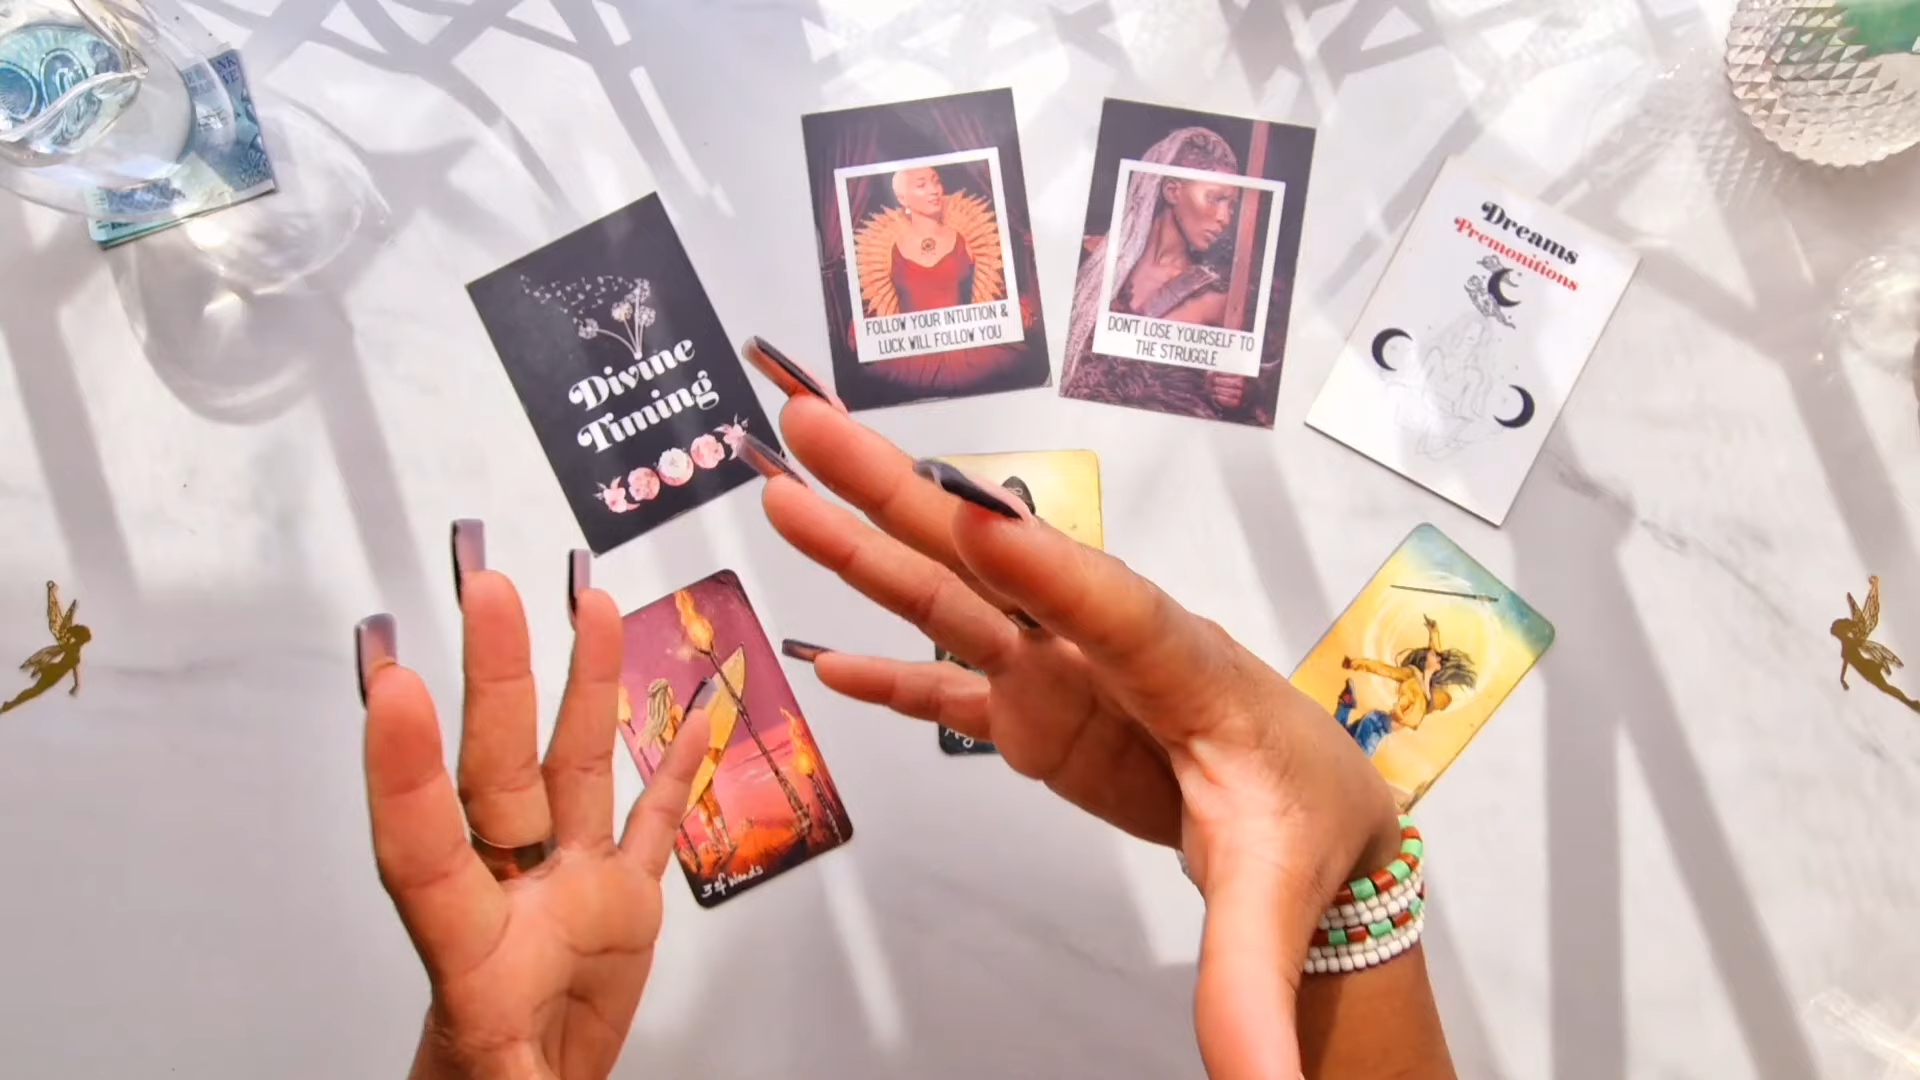 Divine
Timing
FOLLOW YOUR INTUITION &
LUCK WILL FOLLOW YOU
DON'T LOSE YOURSELF TO
THE STRUGGLE
Dreams
Premonitions
3 of wands